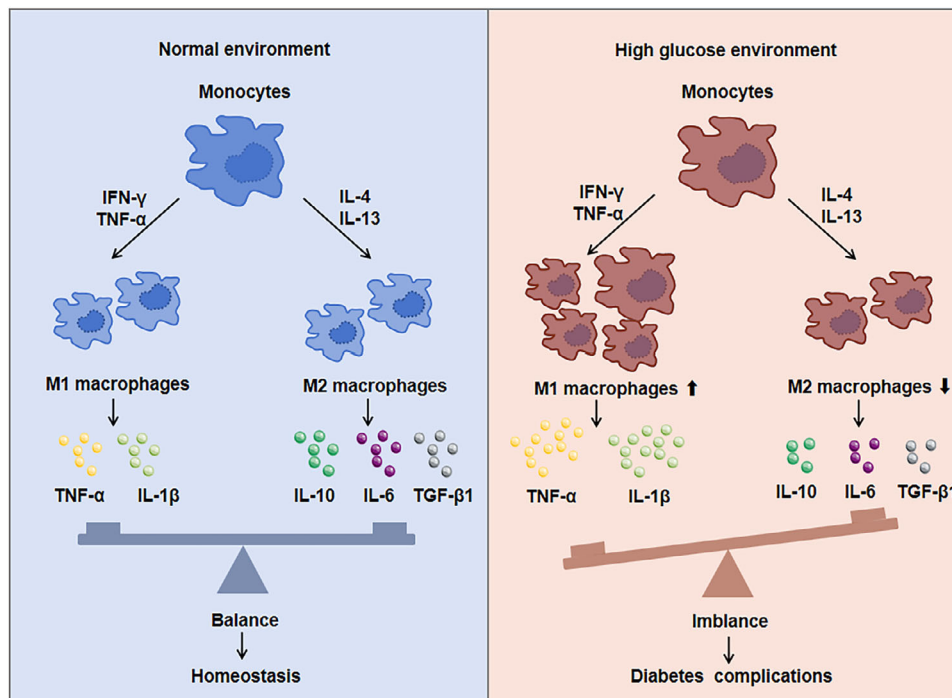 Normal environment
Monocytes
IFN-γ
TNF-α
IL-4
IL-13
M1 macrophages
M2 macrophages
TNF-α
IL-1β
IL-10
IL-6
TGF-β1
Balance
Homeostasis
High glucose environment
Monocytes
IFN-γ
TNF-α
IL-4
IL-13
M1 macrophages ⬆
M2 macrophages ⬇
TNF-α
IL-1β
IL-10
IL-6
TGF-β1
Imblance
Diabetes complications